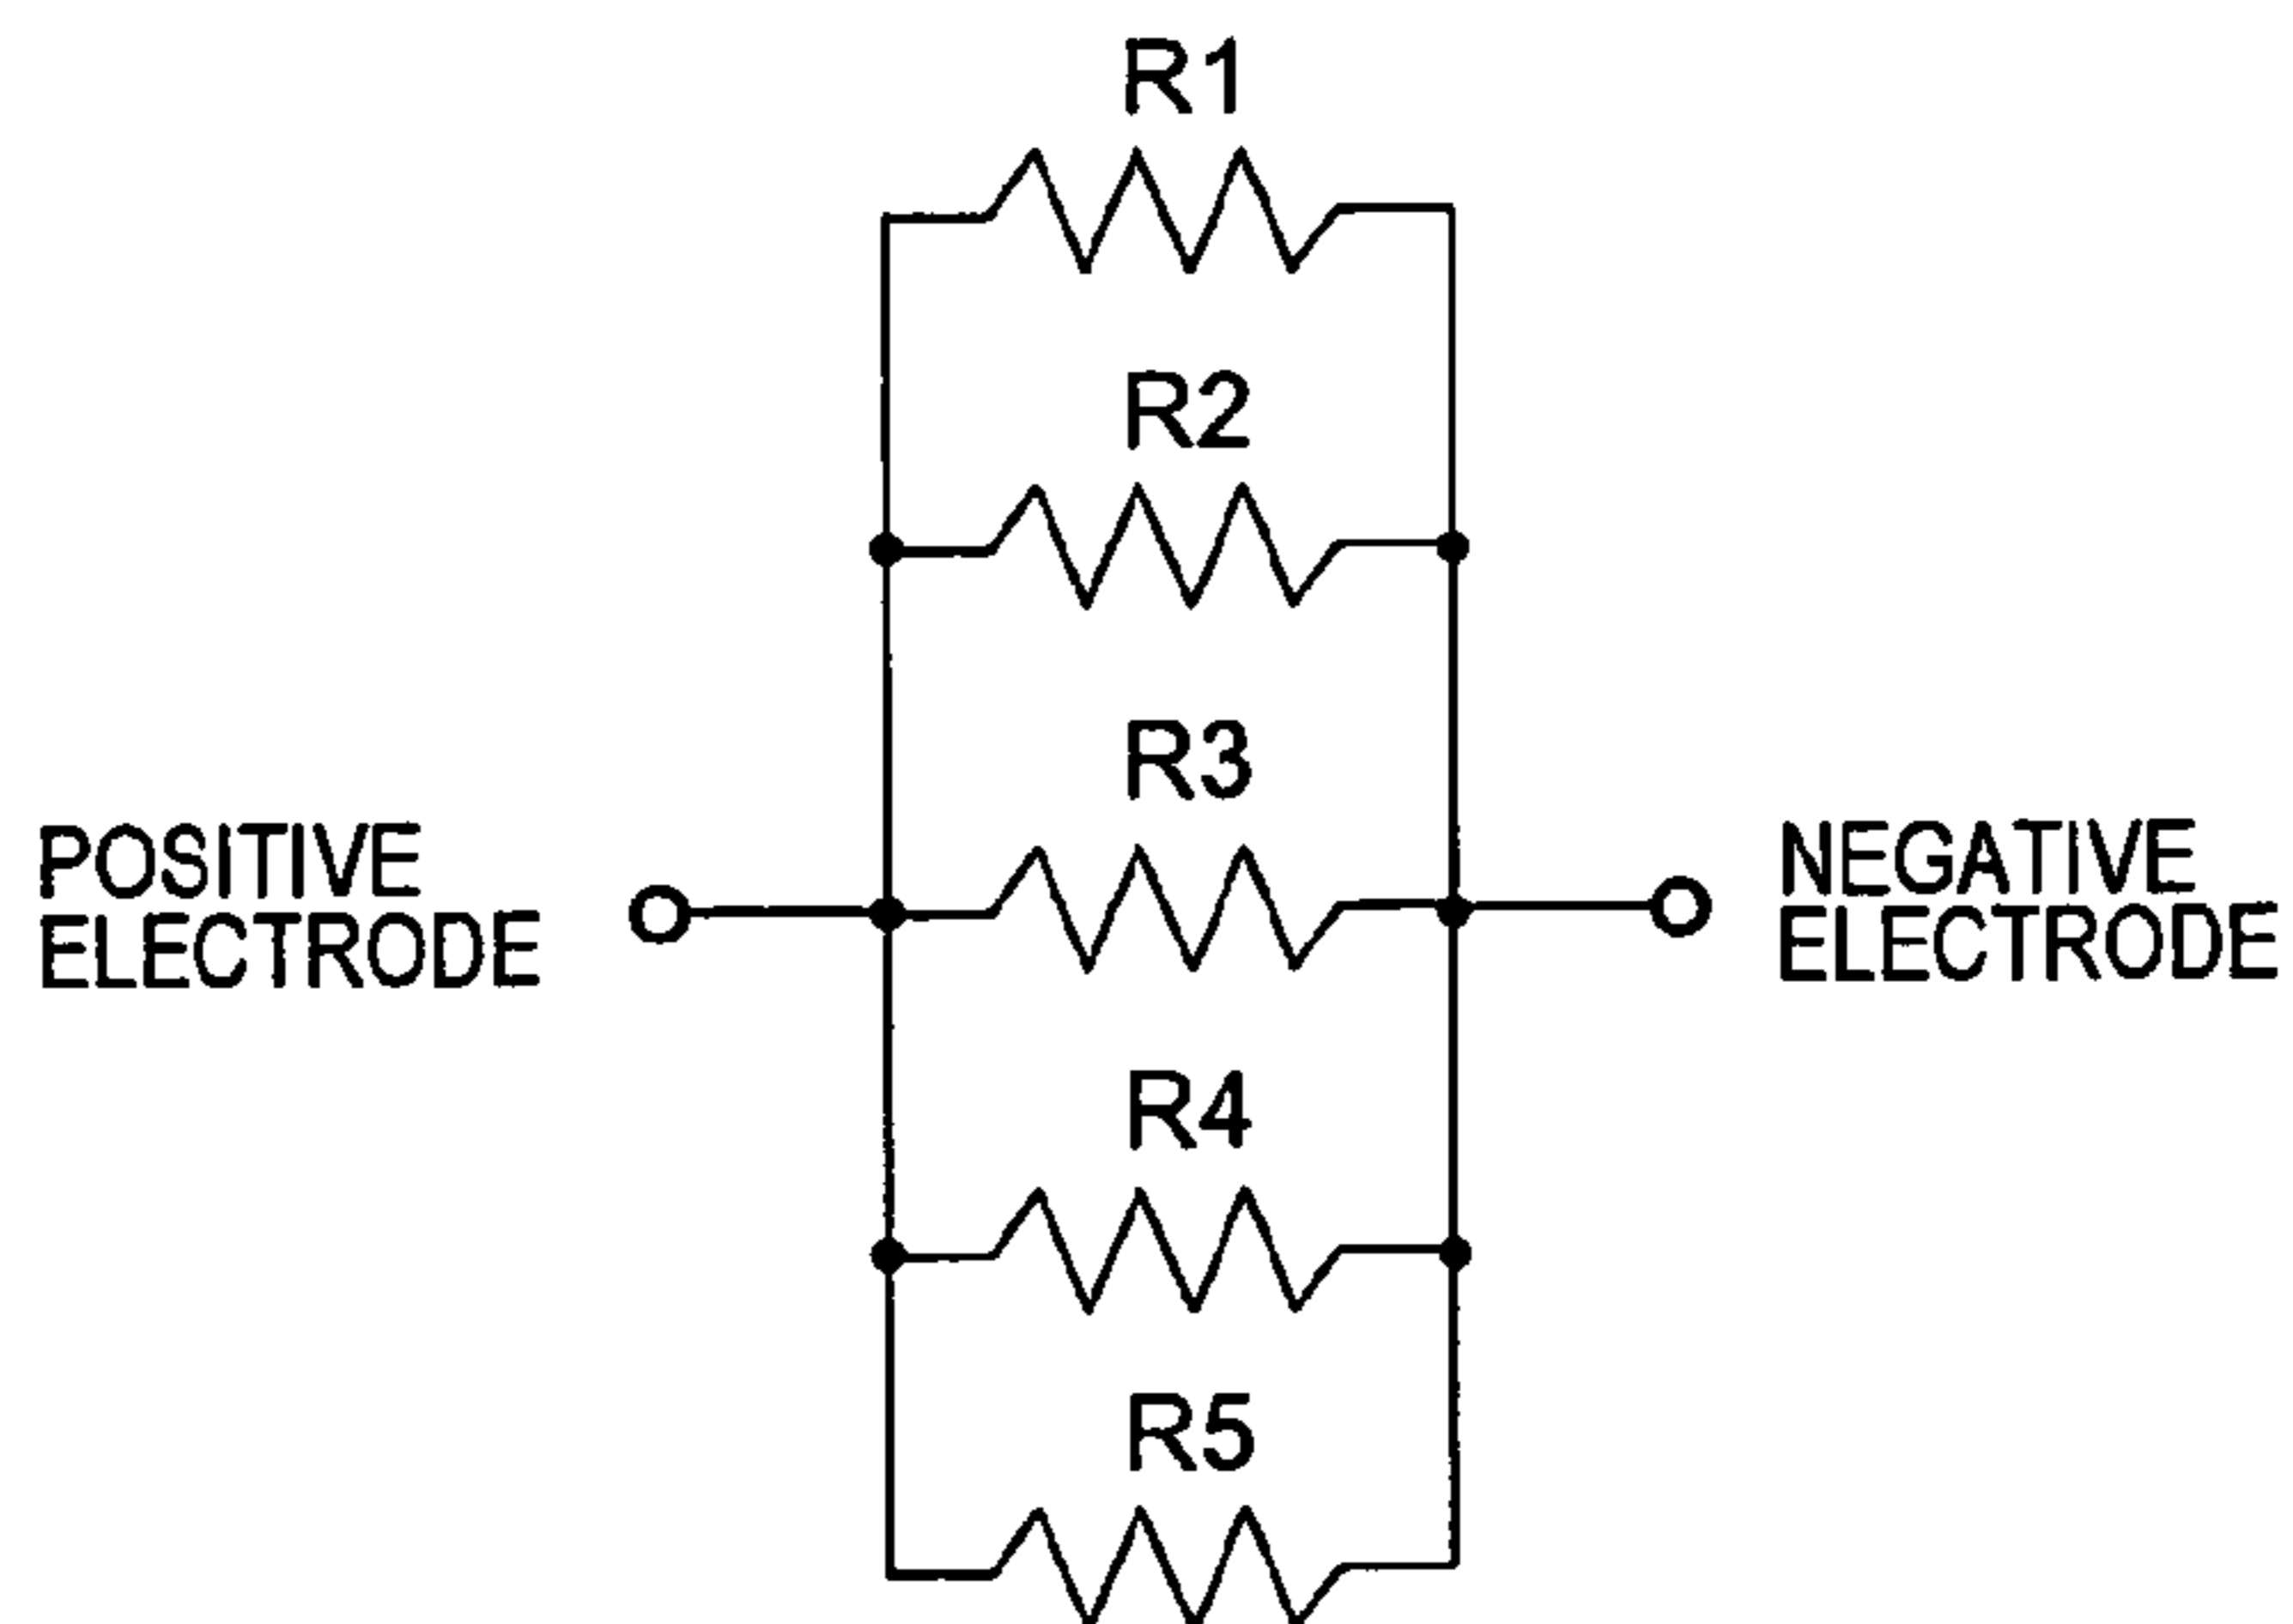 R1
R2
R3
POSITIVE
ELECTRODE
NEGATIVE
ELECTRODE
R4
R5